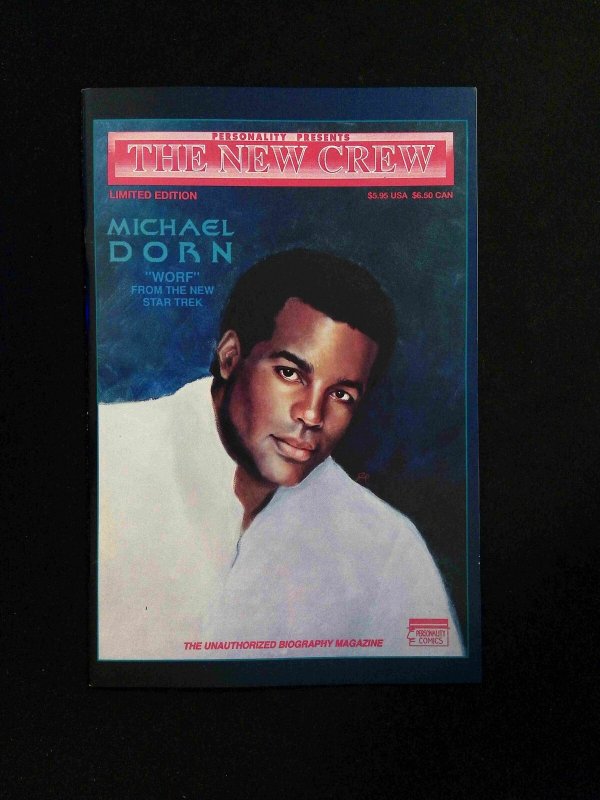 PERSONALITY PRESENTS
THE NEW CREW
LIMITED EDITION
$5.95 USA $6.50 CAN
MICHAEL
DORN
"WORF"
FROM THE NEW
STAR TREK
THE UNAUTHORIZED BIOGRAPHY MAGAZINE
PERSONALITY
COMICS